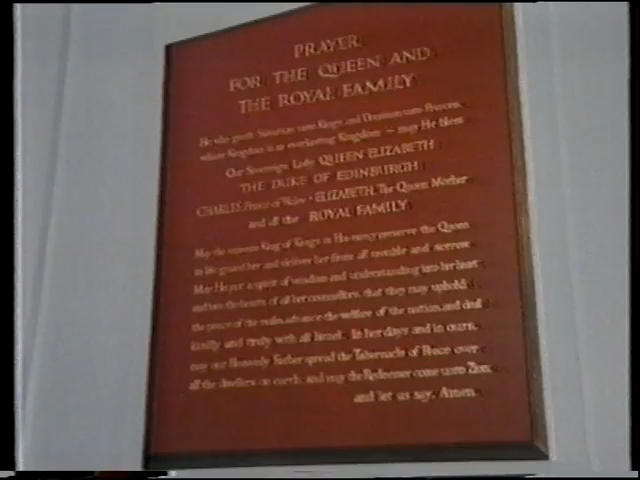 PRAYER
FOR THE QUEEN AND
THE ROYAL FAMILY
He who giveth Salvation unto Kings and Dominion unto Princes,
whose Kingdom is an everlasting Kingdom – may He bless
Our Sovereign Lady QUEEN ELIZABETH
THE DUKE OF EDINBURGH
CHARLES, Prince of Wales • ELIZABETH, The Queen Mother
and all the ROYAL FAMILY
May the supreme King of Kings in His mercy preserve the Queen
in life, guard her and deliver her from all trouble and sorrow.
May He put a spirit of wisdom and understanding into her heart
and into the hearts of all her counsellors, that they may uphold
the peace of the realm, advance the welfare of the nation, and deal
kindly and truly with all Israel. In her days and in ours,
may our Heavenly Father spread the Tabernacle of Peace over
all the dwellers on earth; and may the Redeemer come unto Zion;
and let us say, Amen.